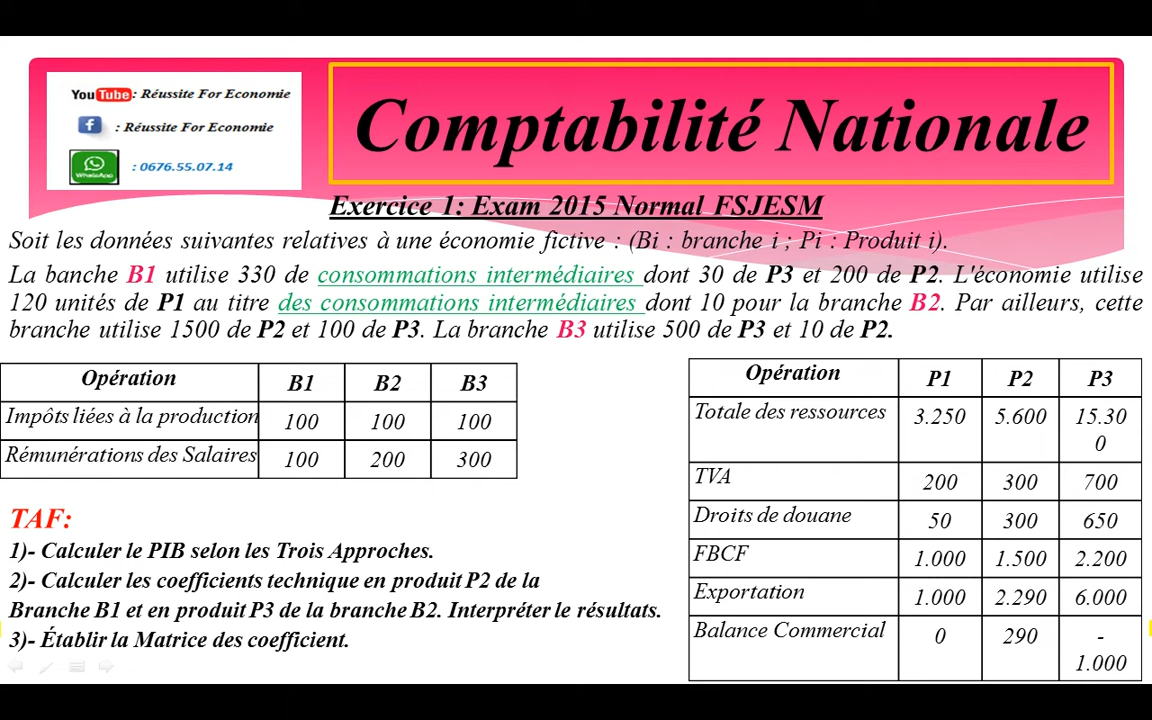 YouTube : Réussite For Economie
Comptabilité Nationale
f : Réussite For Economie
WhatsApp : 0676.55.07.14
Exercice 1: Exam 2015 Normal FSJESM
Soit les données suivantes relatives à une économie fictive : (Bi : branche i ; Pi : Produit i).
La banche B1 utilise 330 de consommations intermédiaires dont 30 de P3 et 200 de P2. L'économie utilise
120 unités de P1 au titre des consommations intermédiaires dont 10 pour la branche B2. Par ailleurs, cette
branche utilise 1500 de P2 et 100 de P3. La branche B3 utilise 500 de P3 et 10 de P2.
Opération B1 B2 B3
Impôts liées à la production 100 100 100
Rémunérations des Salaires 100 200 300
Opération P1 P2 P3
Totale des ressources 3.250 5.600 15.30
0
TVA 200 300 700
Droits de douane 50 300 650
FBCF 1.000 1.500 2.200
Exportation 1.000 2.290 6.000
Balance Commercial 0 290 -
1.000
TAF:
1)- Calculer le PIB selon les Trois Approches.
2)- Calculer les coefficients technique en produit P2 de la
Branche B1 et en produit P3 de la branche B2. Interpréter le résultats.
3)- Établir la Matrice des coefficient.